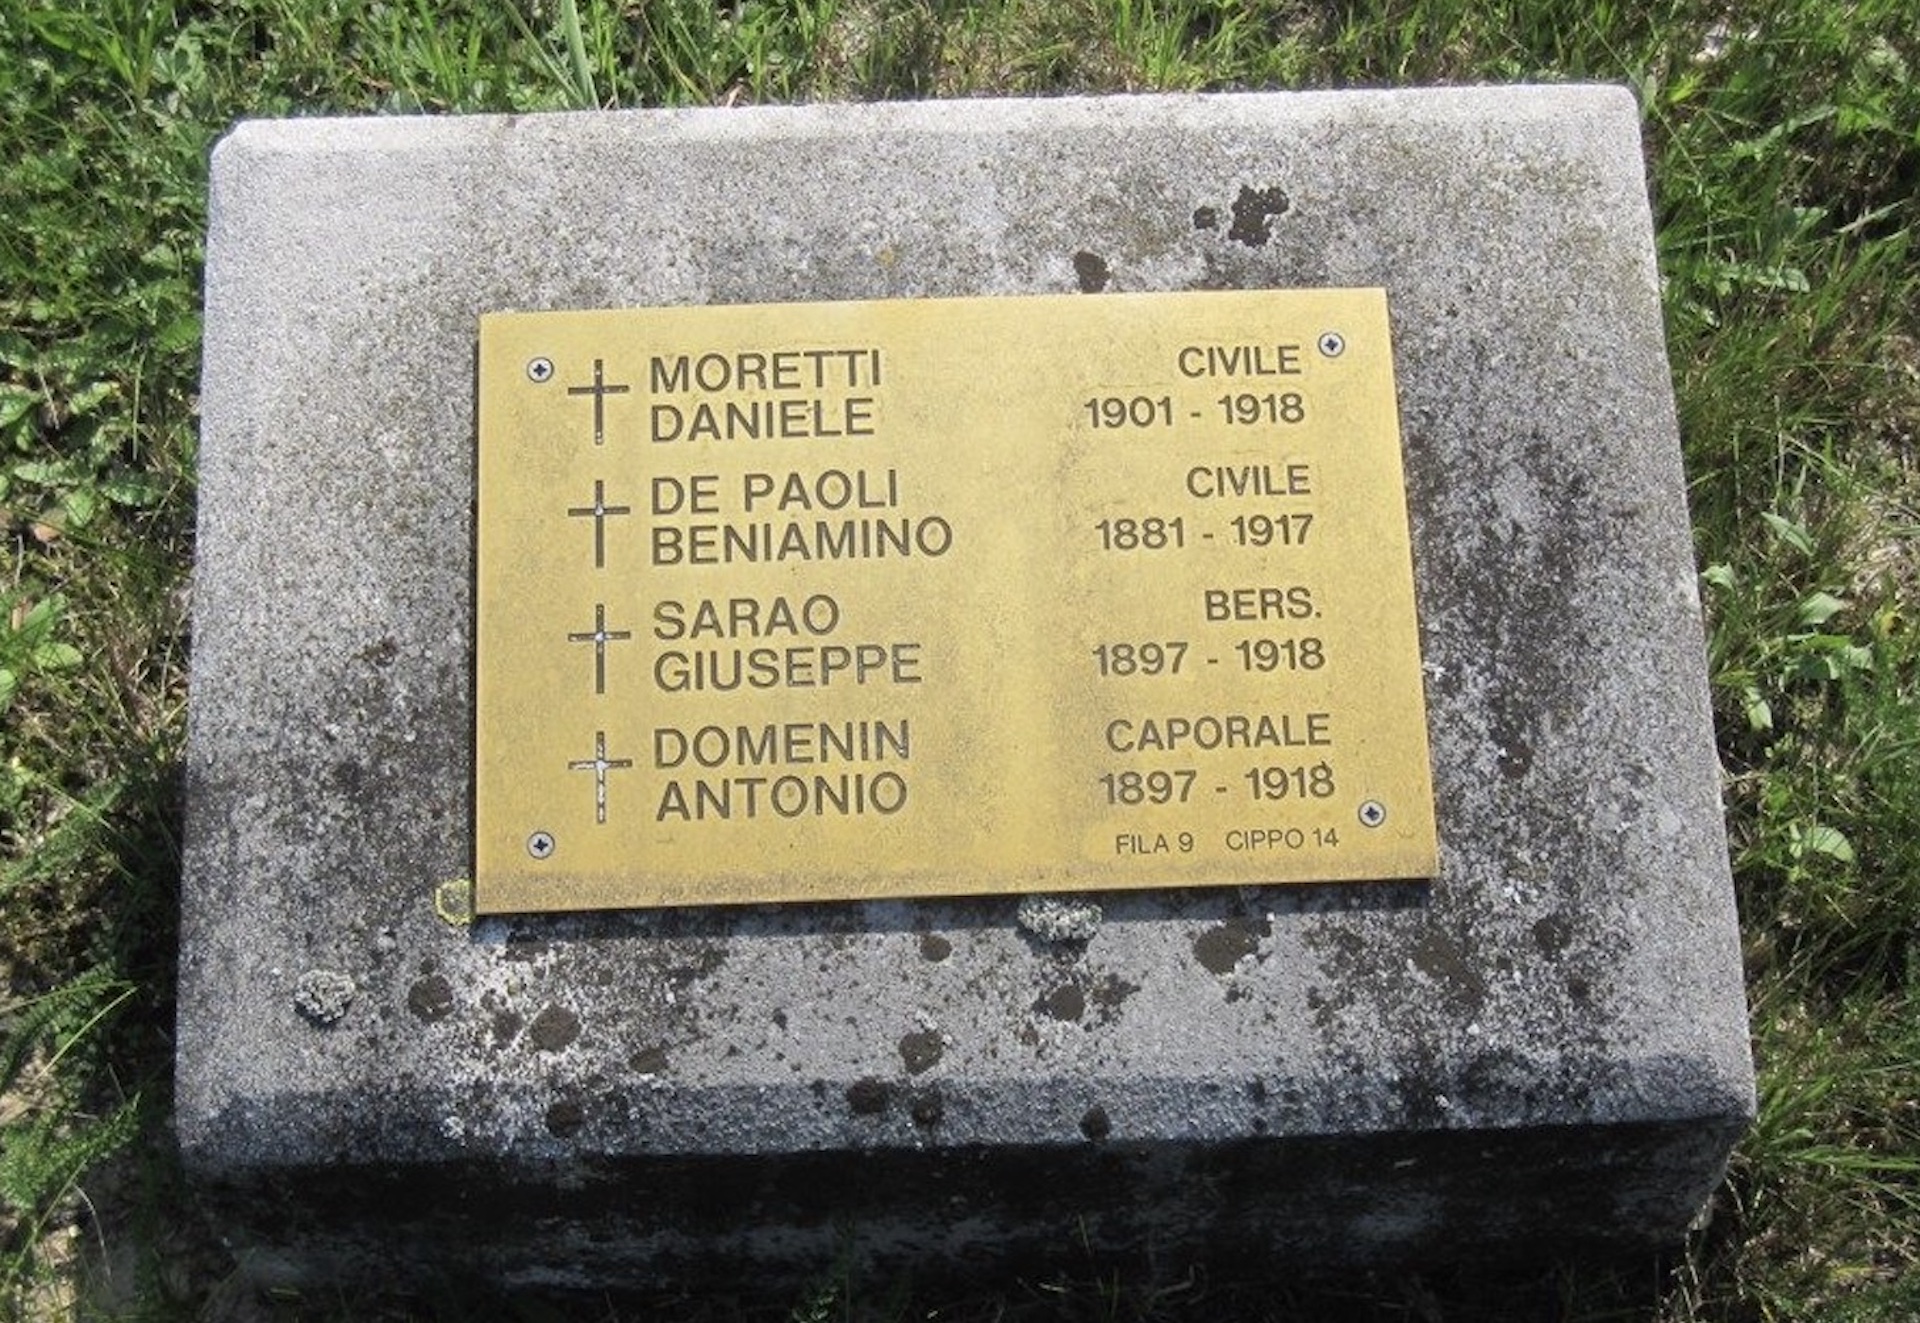 MORETTI CIVILE
DANIELE 1901 - 1918
DE PAOLI CIVILE
BENIAMINO 1881 - 1917
SARAO BERS.
GIUSEPPE 1897 - 1918
DOMENIN CAPORALE
ANTONIO 1897 - 1918
FILA 9 CIPPO 14